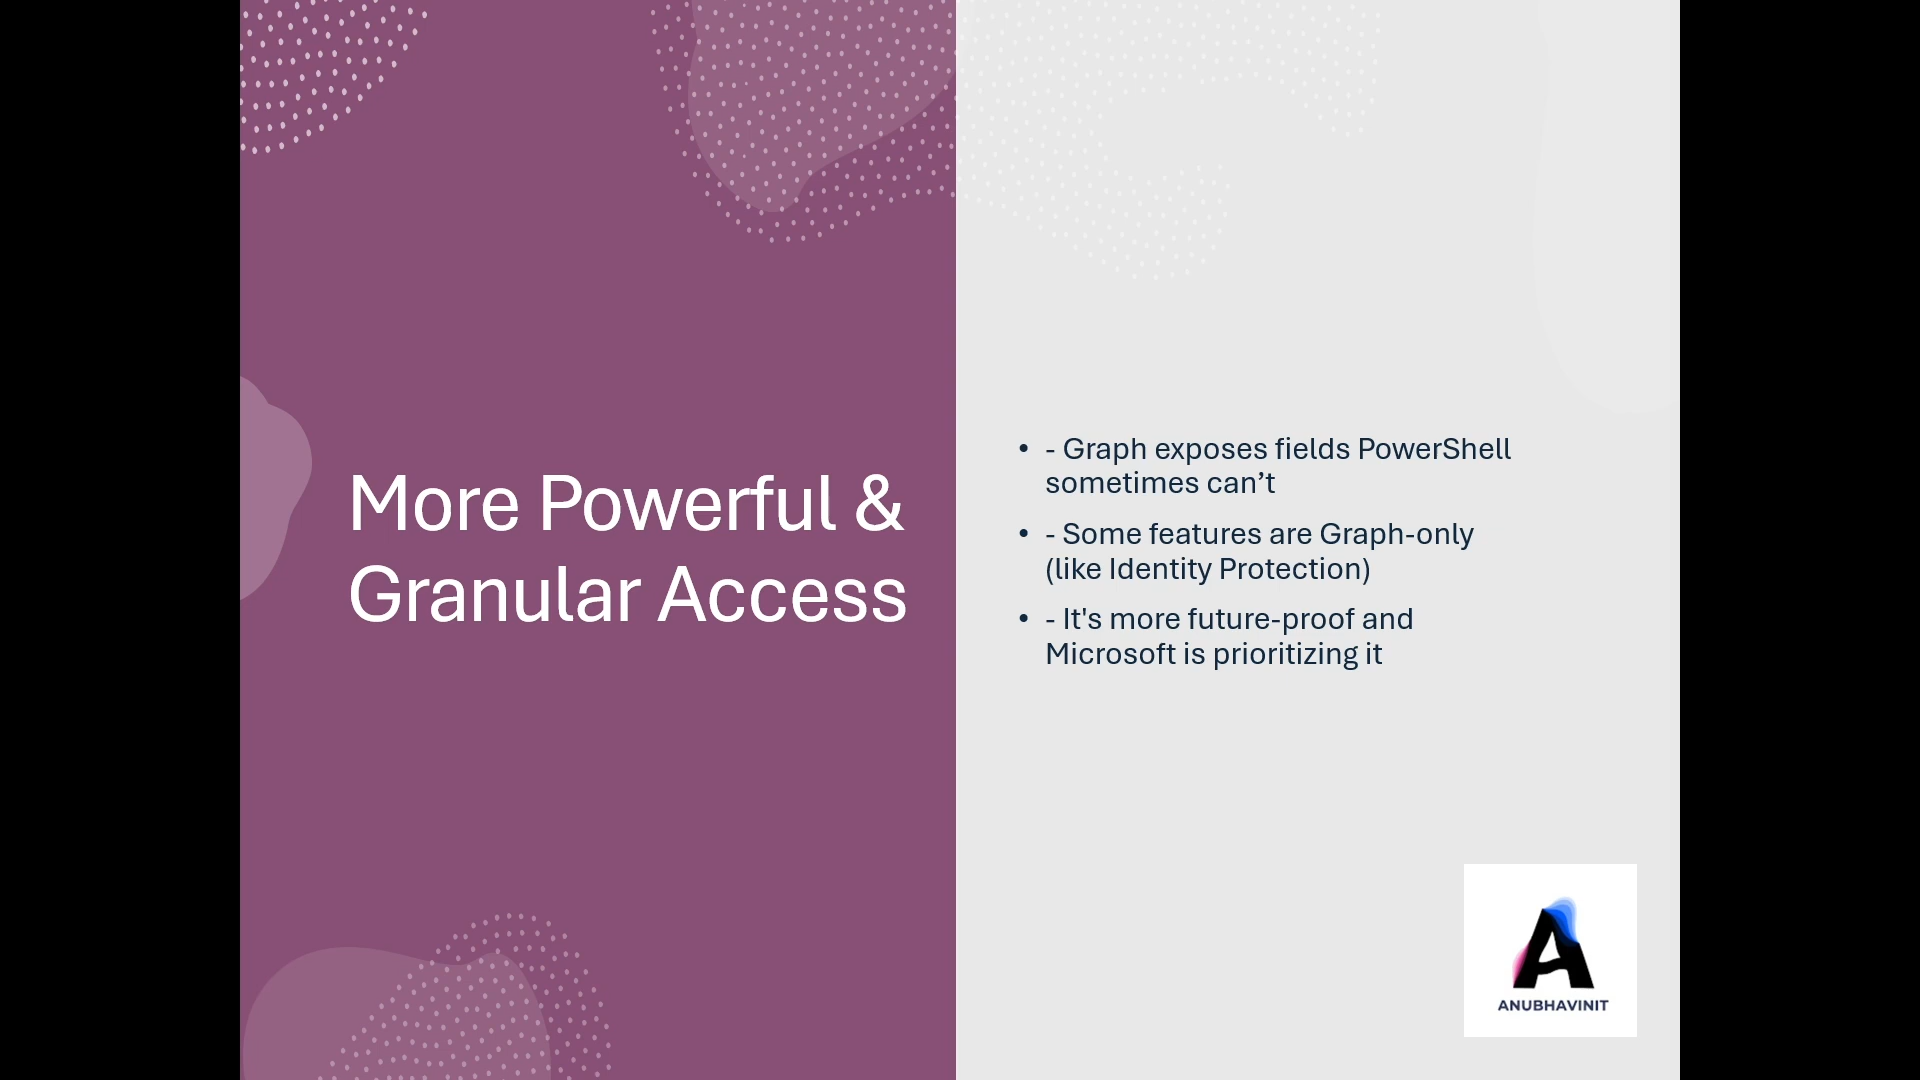 More Powerful &
Granular Access
• - Graph exposes fields PowerShell
sometimes can’t
• - Some features are Graph-only
(like Identity Protection)
• - It's more future-proof and
Microsoft is prioritizing it
ANUBHAVINIT